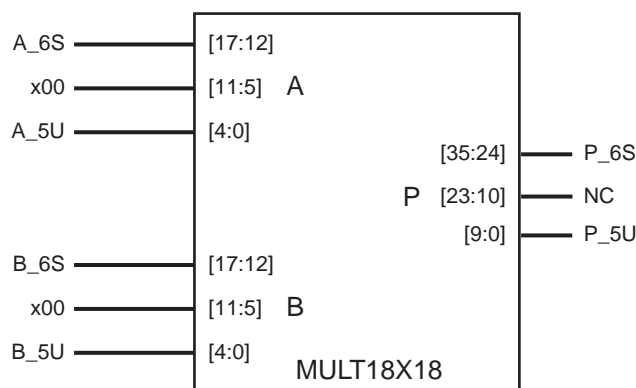 A_6S [17:12]
x00 [11:5] A
A_5U [4:0]
[35:24] P_6S
P [23:10] NC
[9:0] P_5U
B_6S [17:12]
x00 [11:5] B
B_5U [4:0]
MULT18X18